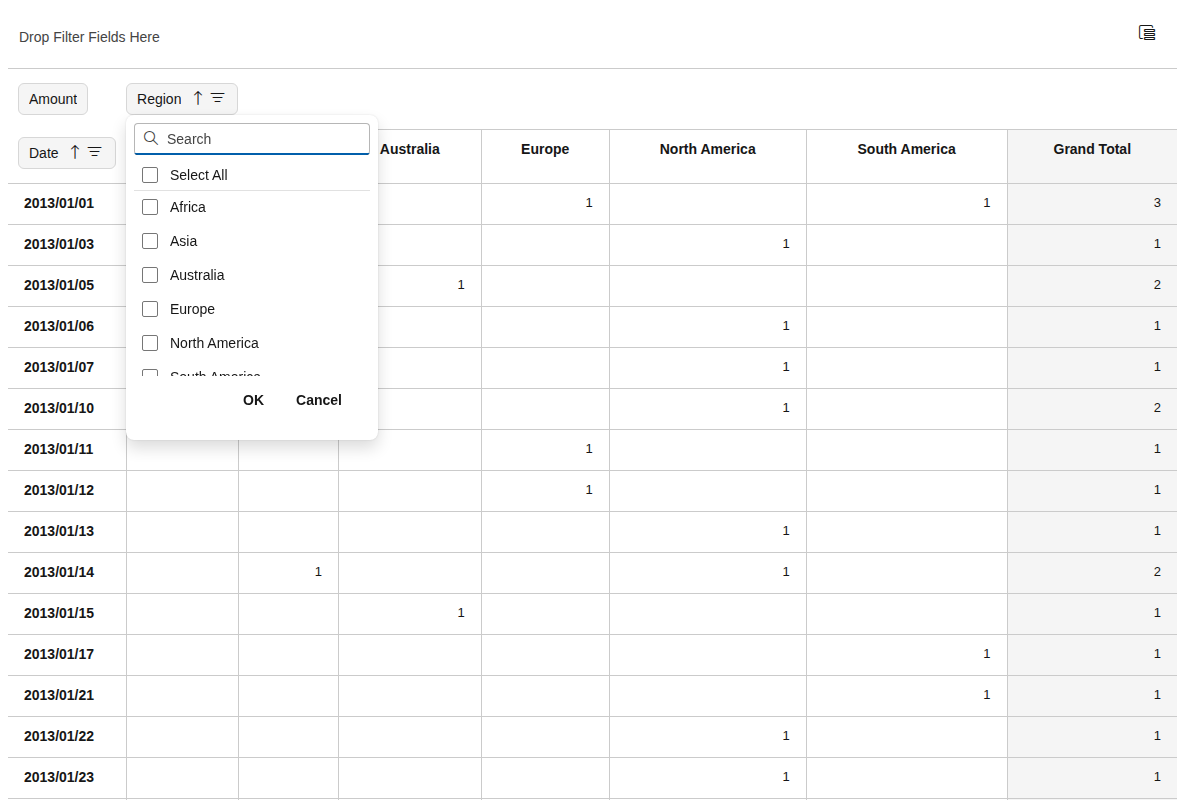 Drop Filter Fields Here
Amount
Region
Date
Search
Select All
Africa
Asia
Australia
Europe
North America
South America
OK
Cancel
Australia Europe North America South America Grand Total
2013/01/01 1 1 3
2013/01/03 1 1
2013/01/05 1 2
2013/01/06 1 1
2013/01/07 1 1
2013/01/10 1 2
2013/01/11 1 1
2013/01/12 1 1
2013/01/13 1 1
2013/01/14 1 1 2
2013/01/15 1 1
2013/01/17 1 1
2013/01/21 1 1
2013/01/22 1 1
2013/01/23 1 1